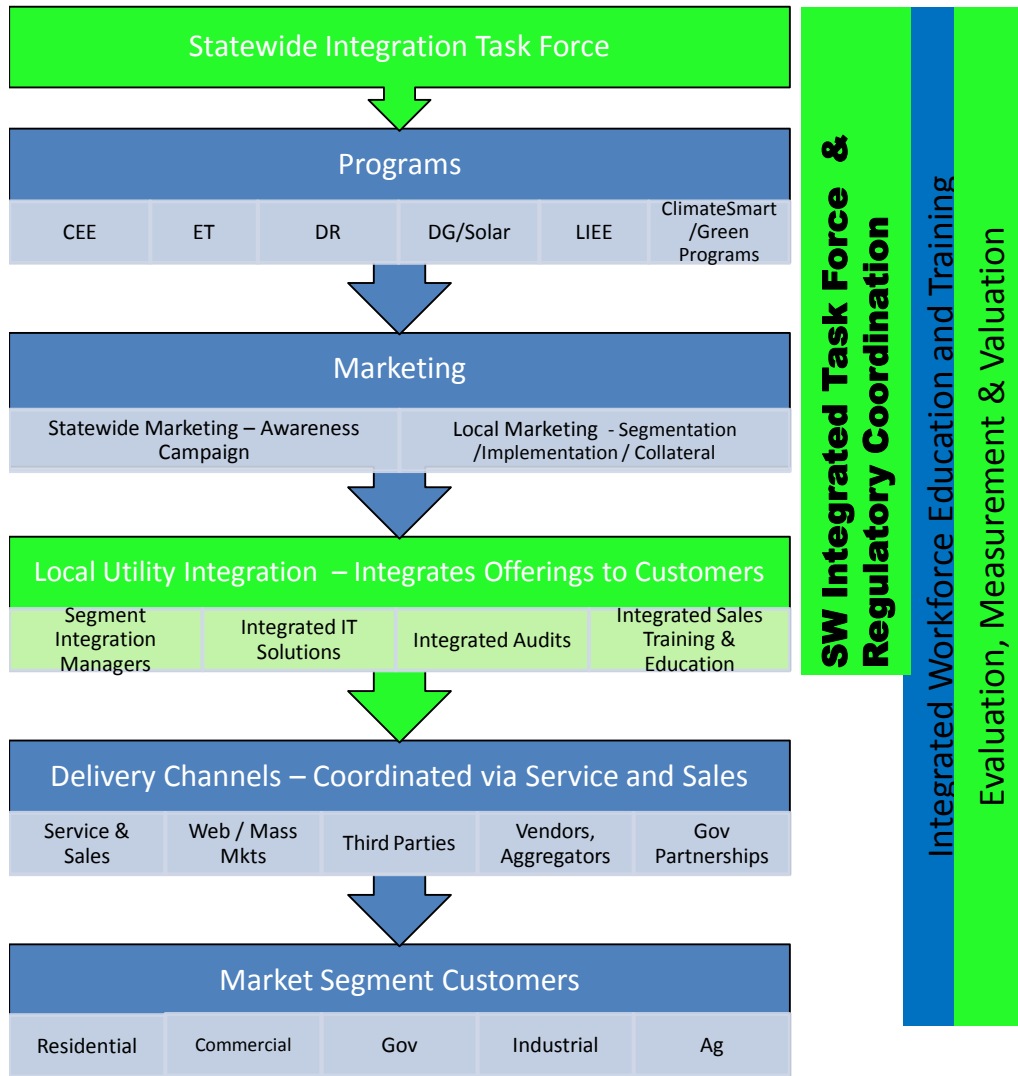 Statewide Integration Task Force
Programs
CEE
ET
DR
DG/Solar
LIEE
ClimateSmart
/Green
Programs
Marketing
Statewide Marketing – Awareness
Campaign
Local Marketing - Segmentation
/Implementation / Collateral
Local Utility Integration – Integrates Offerings to Customers
Segment
Integration
Managers
Integrated IT
Solutions
Integrated Audits
Integrated Sales
Training &
Education
Delivery Channels – Coordinated via Service and Sales
Service &
Sales
Web / Mass
Mkts
Third Parties
Vendors,
Aggregators
Gov
Partnerships
Market Segment Customers
Residential
Commercial
Gov
Industrial
Ag
SW Integrated Task Force &
Regulatory Coordination
Integrated Workforce Education and Training
Evaluation, Measurement & Valuation